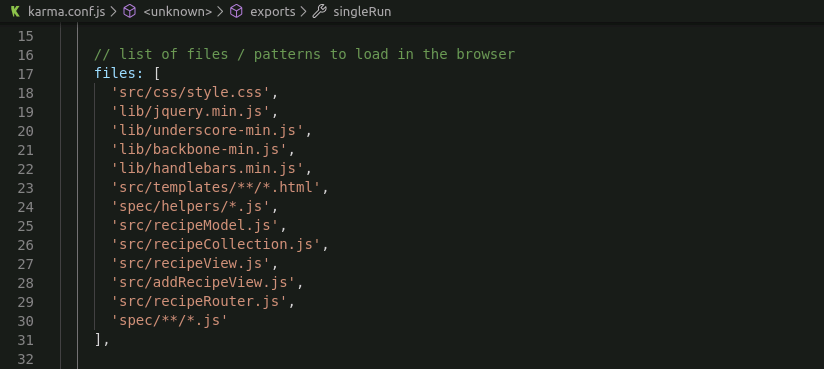 karma.conf.js > <unknown> > exports > singleRun
15
16 // list of files / patterns to load in the browser
17 files: [
18 'src/css/style.css',
19 'lib/jquery.min.js',
20 'lib/underscore-min.js',
21 'lib/backbone-min.js',
22 'lib/handlebars.min.js',
23 'src/templates/**/*.html',
24 'spec/helpers/*.js',
25 'src/recipeModel.js',
26 'src/recipeCollection.js',
27 'src/recipeView.js',
28 'src/addRecipeView.js',
29 'src/recipeRouter.js',
30 'spec/**/*.js'
31 ],
32